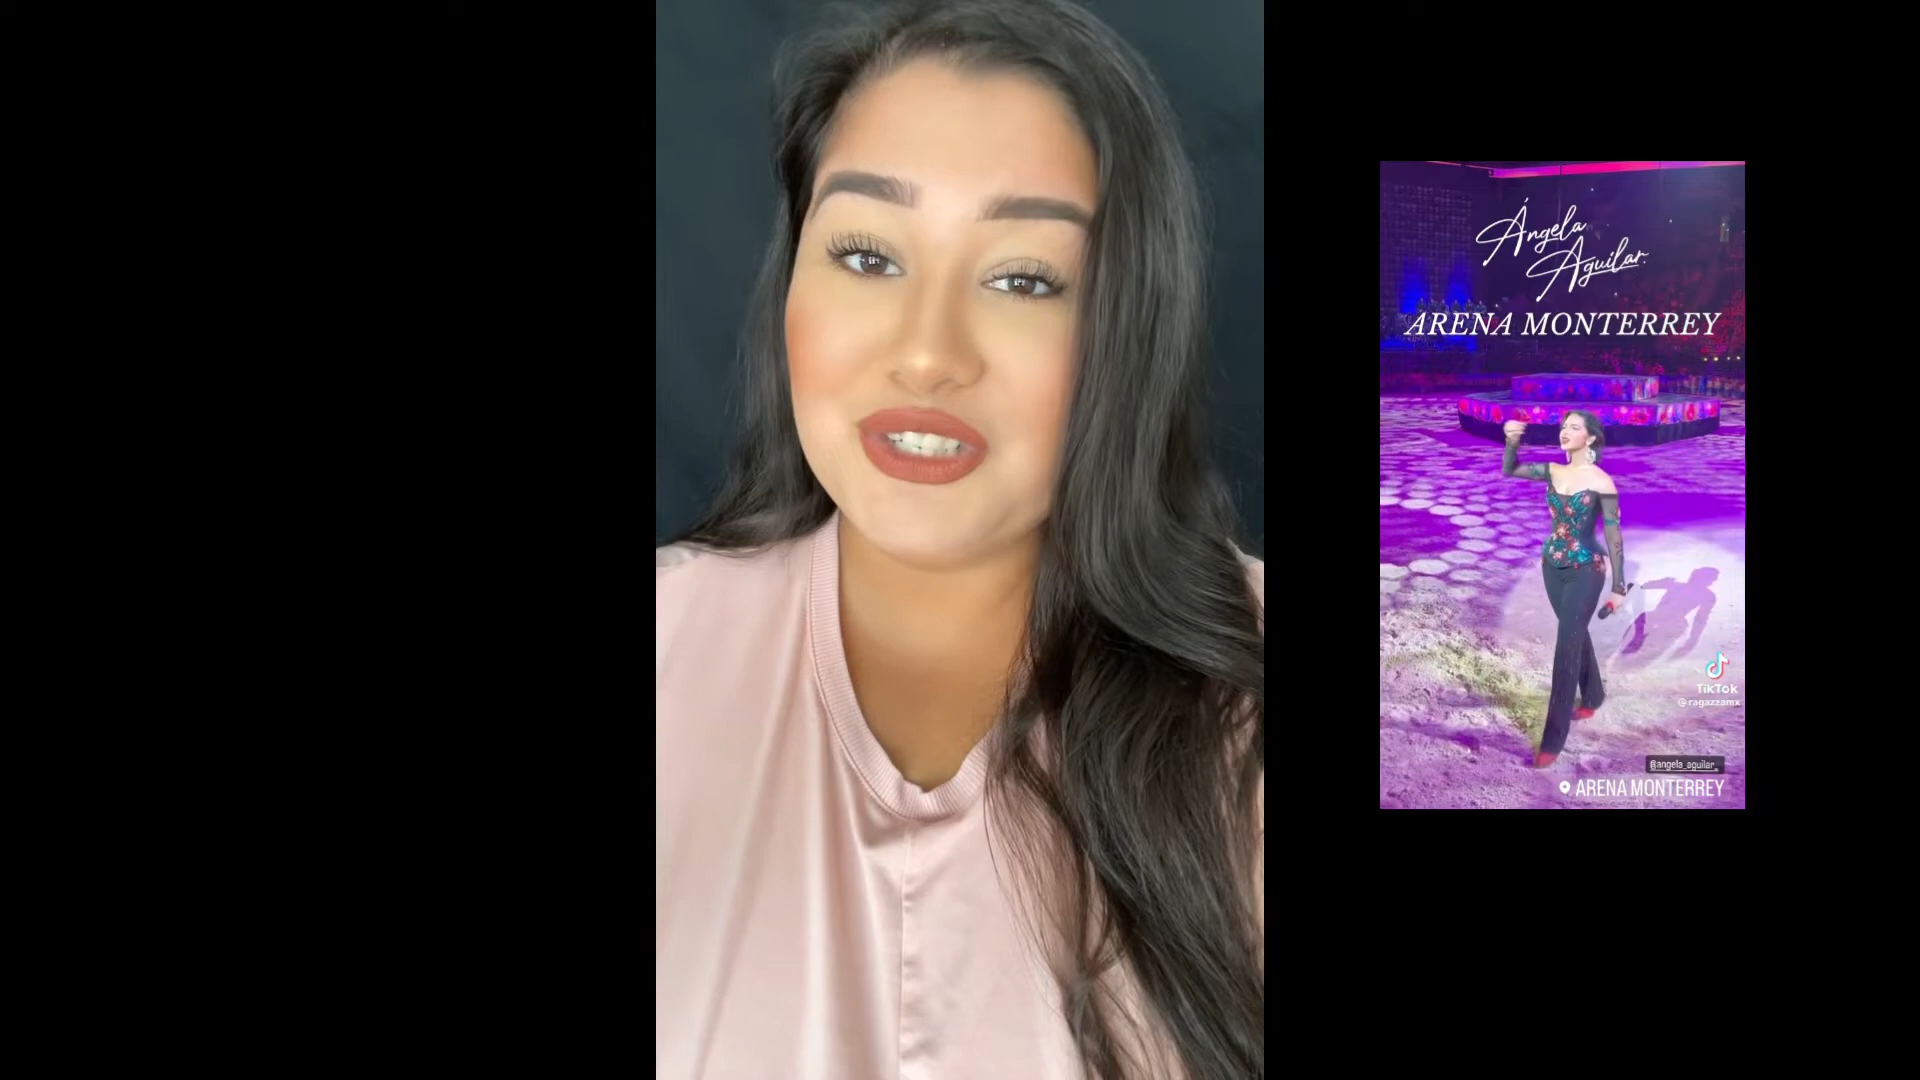 Ángela
Aguilar.
ARENA MONTERREY
TikTok
@ragazzamx
@angela_aguilar_
ARENA MONTERREY